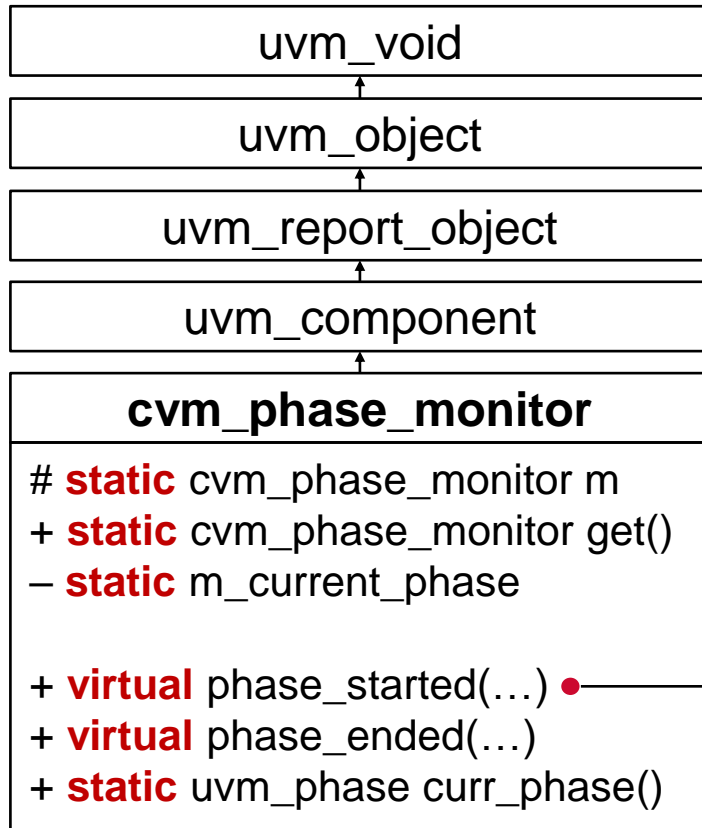 uvm_void
uvm_object
uvm_report_object
uvm_component
cvm_phase_monitor
# static cvm_phase_monitor m
+ static cvm_phase_monitor get()
– static m_current_phase
+ virtual phase_started(…)
+ virtual phase_ended(…)
+ static uvm_phase curr_phase()